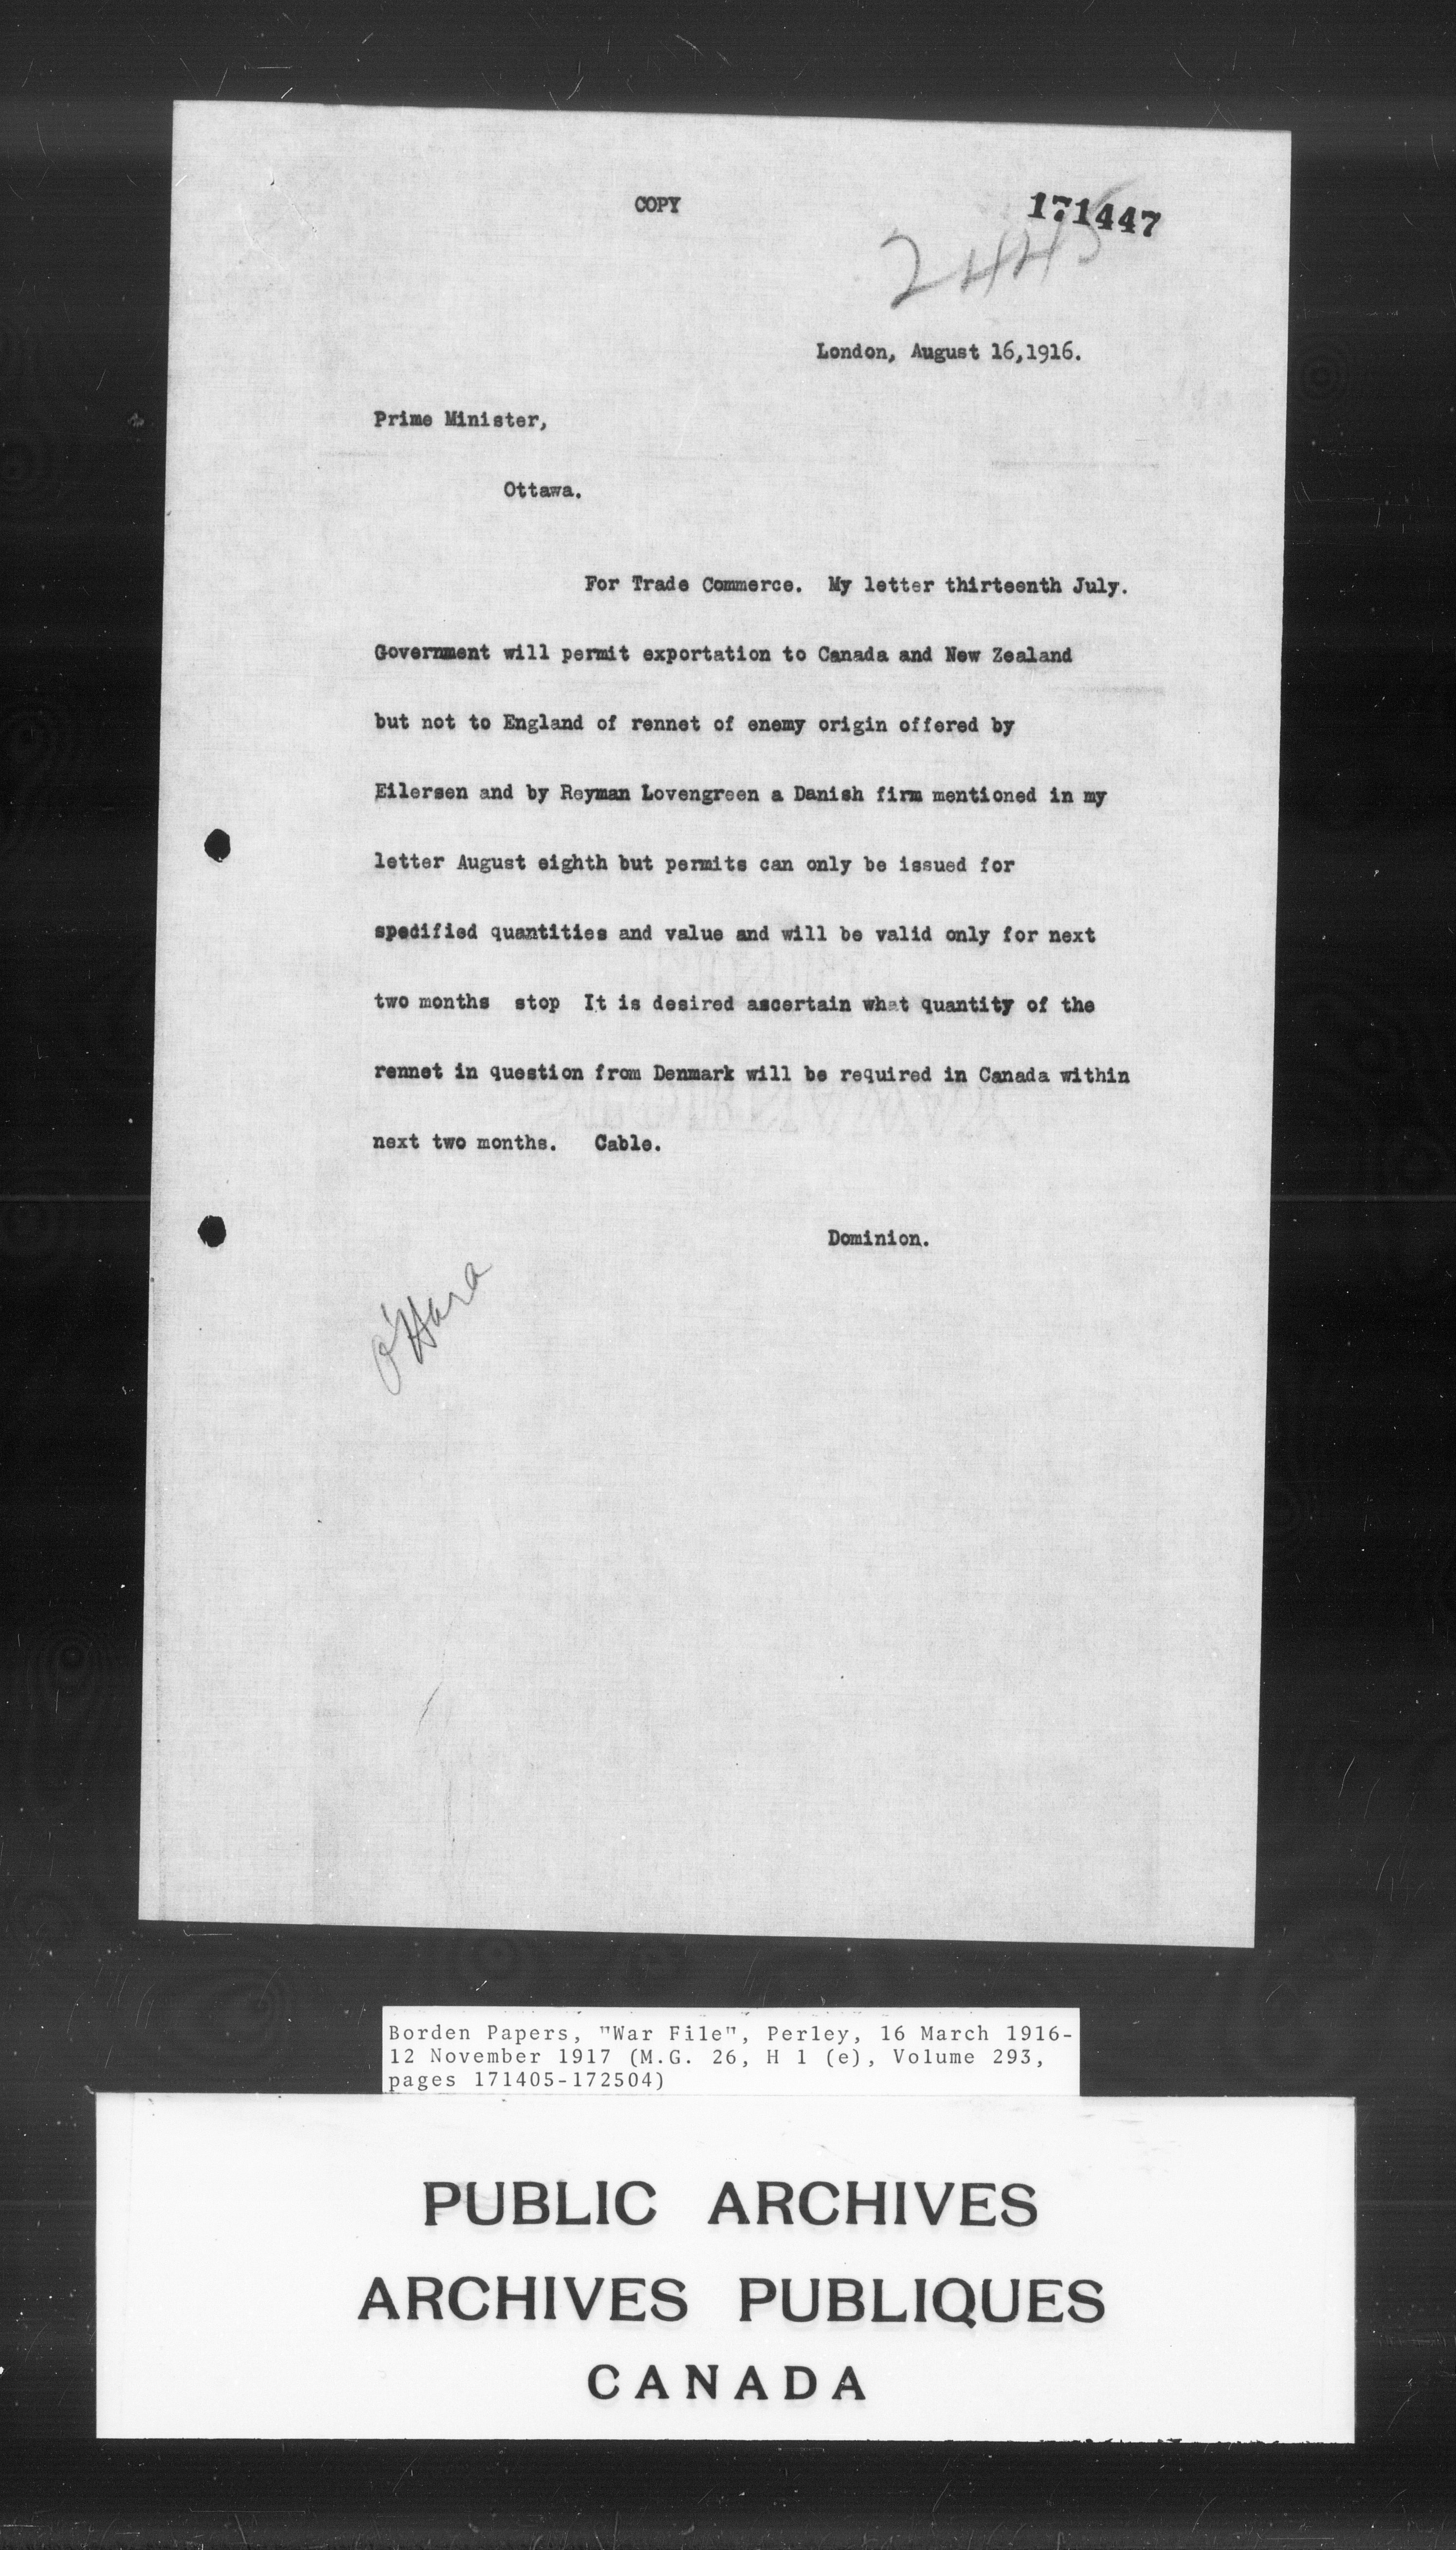 COPY
171447
2445
London, August 16,1916.
Prime Minister,
Ottawa.
For Trade Commerce. My letter thirteenth July.
Government will permit exportation to Canada and New Zealand
but not to England of rennet of enemy origin offered by
Eilersen and by Reyman Lovengreen a Danish firm mentioned in my
letter August eighth but permits can only be issued for
spedified quantities and value and will be valid only for next
two months stop It is desired ascertain what quantity of the
rennet in question from Denmark will be required in Canada within
next two months. Cable.
Dominion.
O'Hara
Borden Papers, "War File", Perley, 16 March 1916-
12 November 1917 (M.G. 26, H 1 (e), Volume 293,
pages 171405-172504)
PUBLIC ARCHIVES
ARCHIVES PUBLIQUES
CANADA